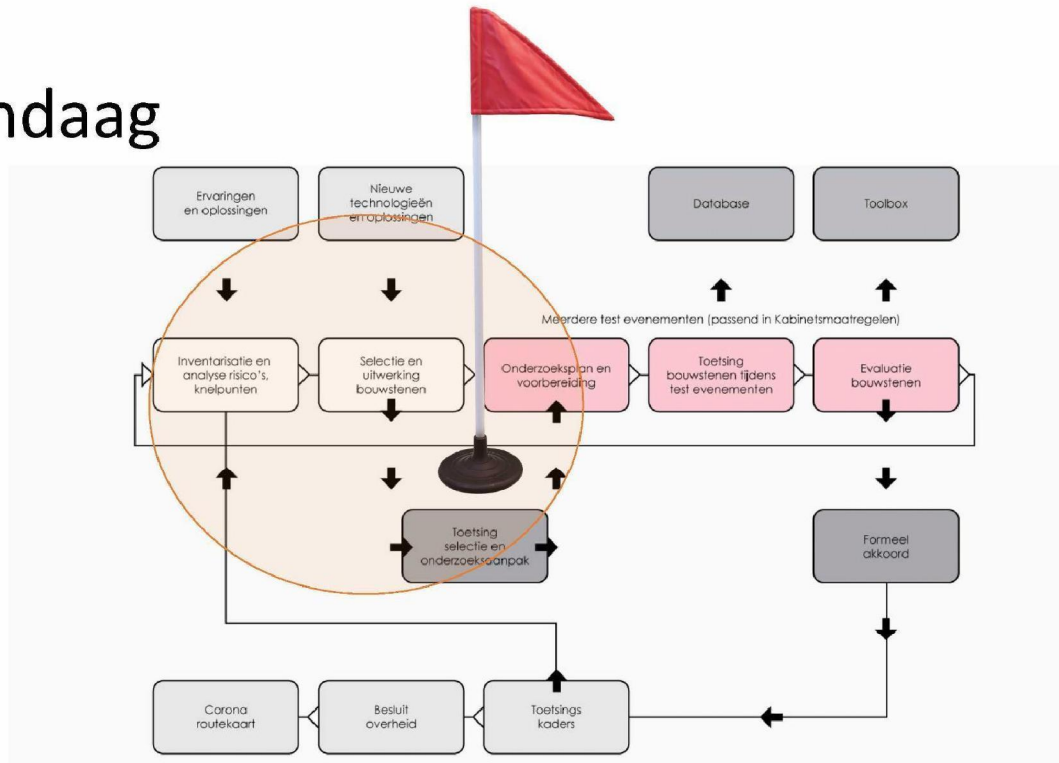 ndaag
Ervaringen
en oplossingen
Nieuwe
technologieën
en oplossingen
Database
Toolbox
Meerdere test evenementen (passend in Kabinetsmaatregelen)
Inventarisatie en
analyse risico's,
knelpunten
Selectie en
uitwerking
bouwstenen
Onderzoeksplan en
voorbereiding
Toetsing
bouwstenen tijdens
test evenementen
Evaluatie
bouwstenen
Toetsing
selectie en
onderzoeksaanpak
Formeel
akkoord
Corona
routekaart
Besluit
overheid
Toetsings
kaders